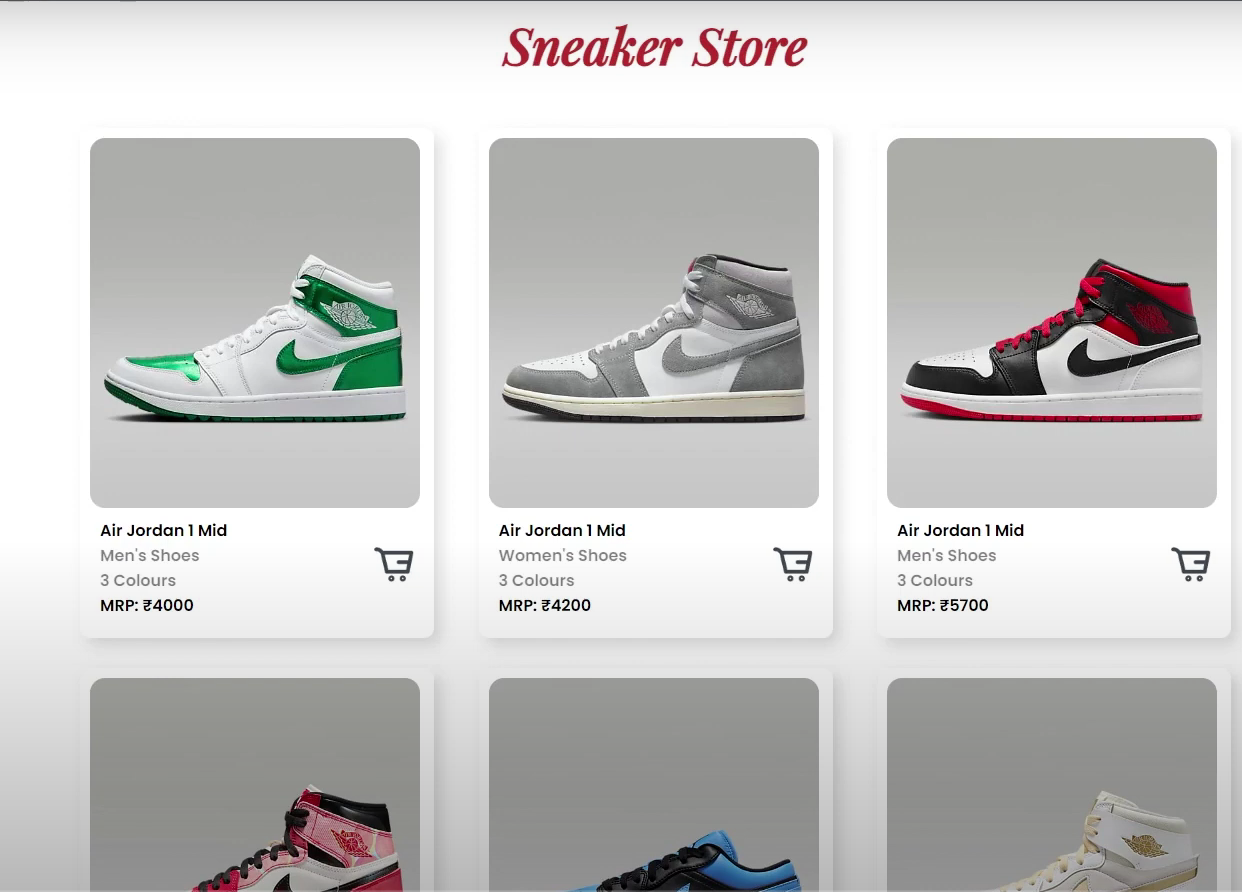 Sneaker Store
Air Jordan 1 Mid
Men's Shoes
3 Colours
MRP: ₹4000
Air Jordan 1 Mid
Women's Shoes
3 Colours
MRP: ₹4200
Air Jordan 1 Mid
Men's Shoes
3 Colours
MRP: ₹5700